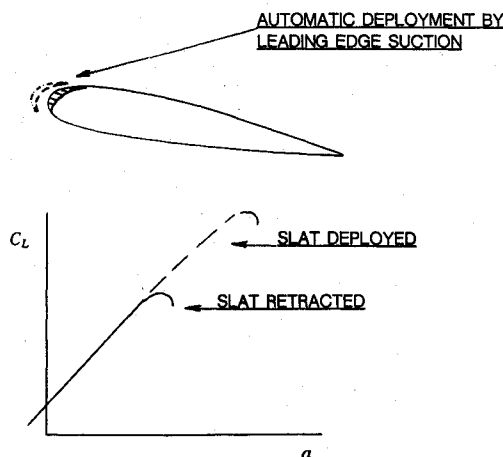 AUTOMATIC DEPLOYMENT BY
LEADING EDGE SUCTION
C_L
SLAT DEPLOYED
SLAT RETRACTED
a